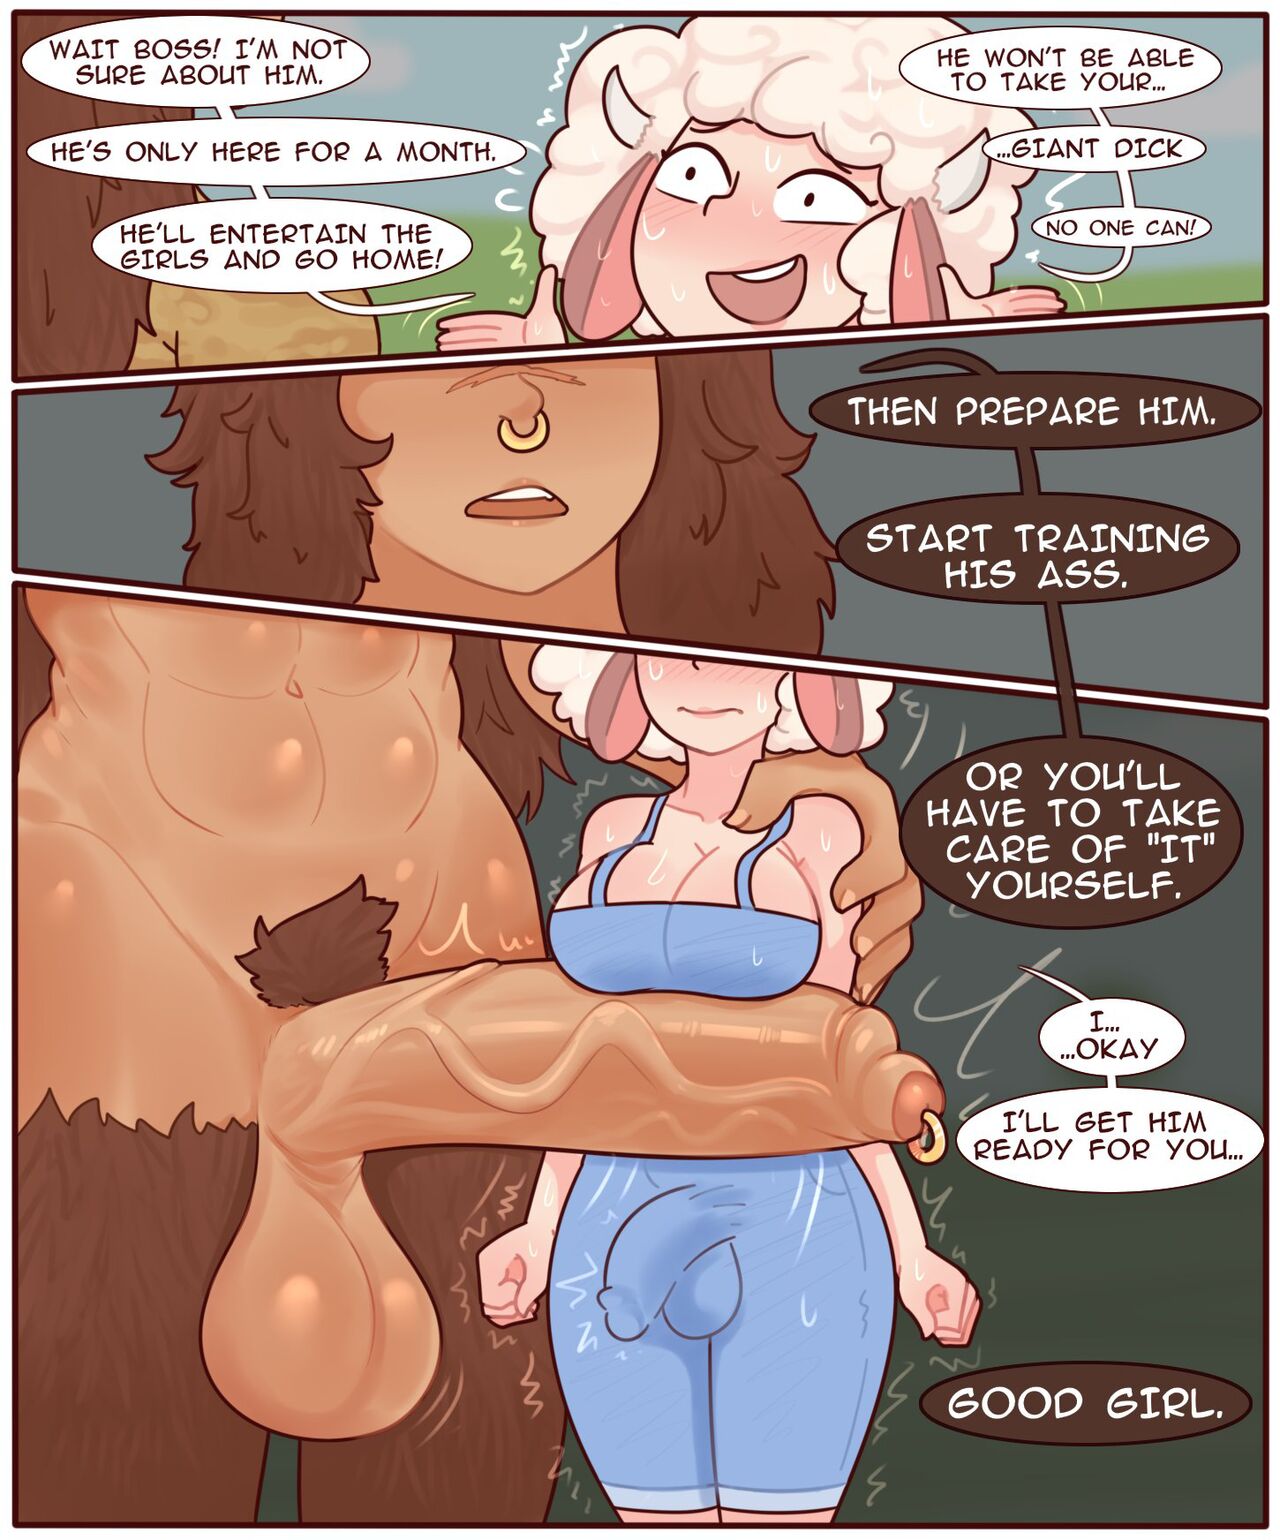 WAIT BOSS! I'M NOT
SURE ABOUT HIM.
HE'S ONLY HERE FOR A MONTH.
HE'LL ENTERTAIN THE
GIRLS AND GO HOME!
HE WON'T BE ABLE
TO TAKE YOUR...
...GIANT DICK
NO ONE CAN!
THEN PREPARE HIM.
START TRAINING
HIS ASS.
OR YOU'LL
HAVE TO TAKE
CARE OF "IT"
YOURSELF.
I...
...OKAY
I'LL GET HIM
READY FOR YOU...
GOOD GIRL.